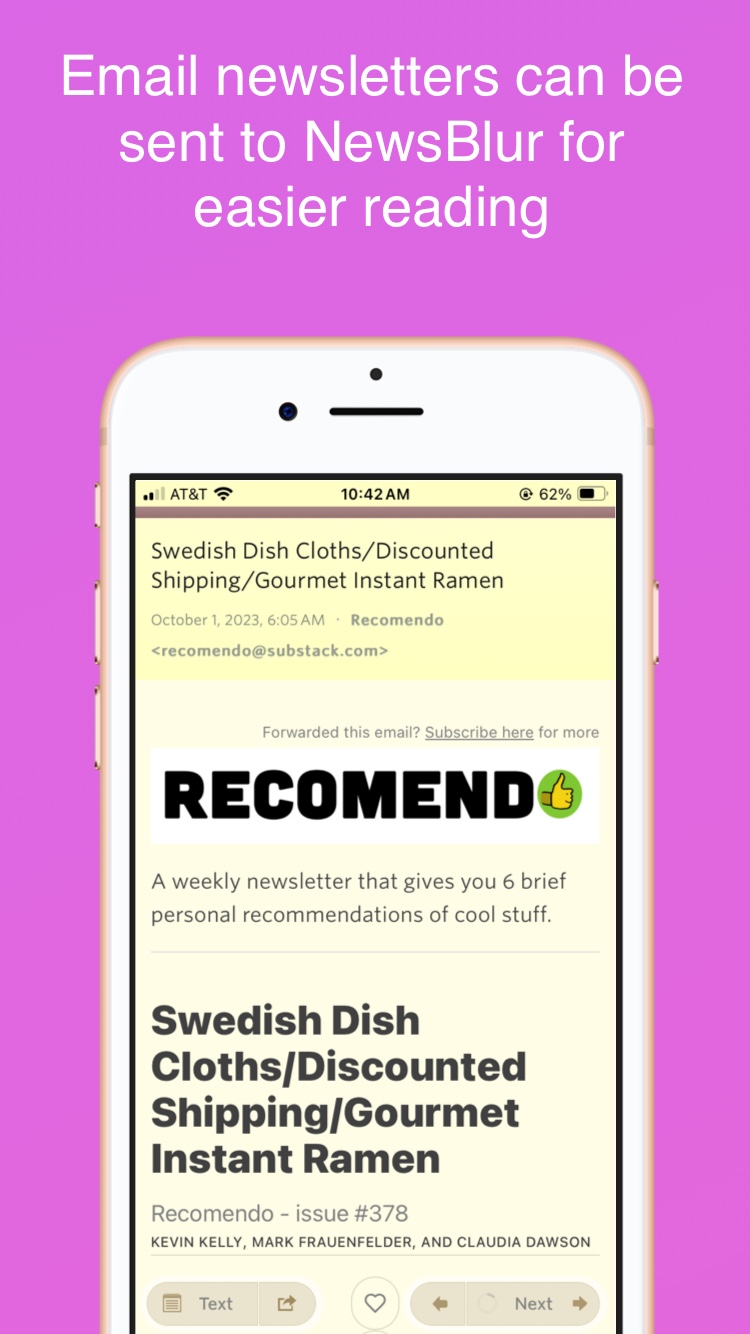 Email newsletters can be
sent to NewsBlur for
easier reading
AT&T 10:42 AM 62%
Swedish Dish Cloths/Discounted
Shipping/Gourmet Instant Ramen
October 1, 2023, 6:05 AM · Recomendo
<recomendo@substack.com>
Forwarded this email? Subscribe here for more
RECOMENDO
A weekly newsletter that gives you 6 brief
personal recommendations of cool stuff.
Swedish Dish
Cloths/Discounted
Shipping/Gourmet
Instant Ramen
Recomendo - issue #378
KEVIN KELLY, MARK FRAUENFELDER, AND CLAUDIA DAWSON
Text Next